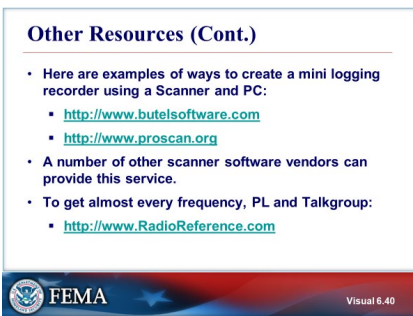 Other Resources (Cont.)
• Here are examples of ways to create a mini logging
recorder using a Scanner and PC:
▪ http://www.butelsoftware.com
▪ http://www.proscan.org
• A number of other scanner software vendors can
provide this service.
• To get almost every frequency, PL and Talkgroup:
▪ http://www.RadioReference.com
FEMA
Visual 6.40